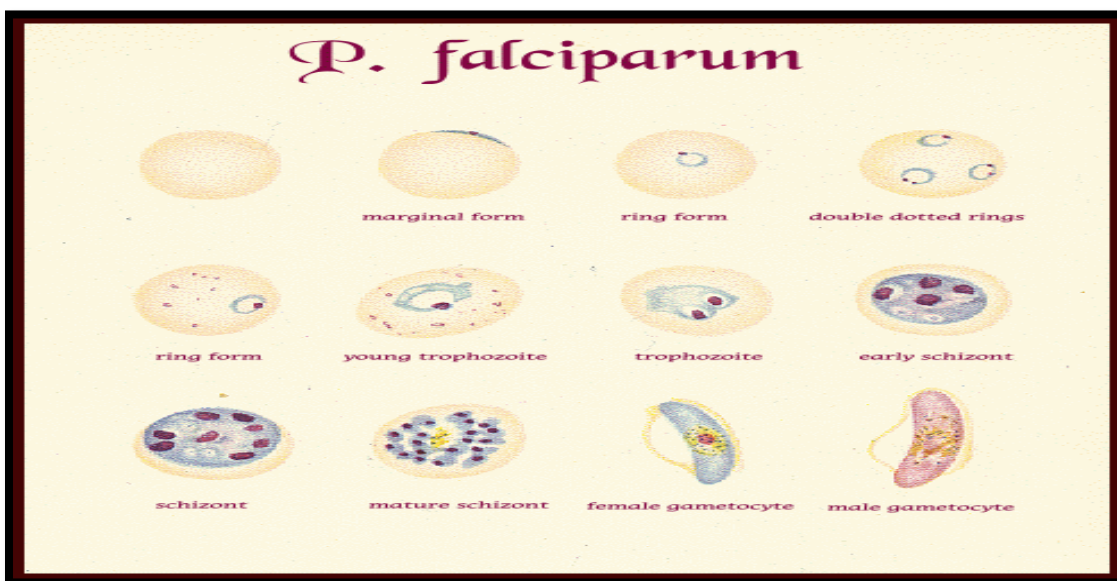 P. falciparum
marginal form
ring form
double dotted rings
ring form
young trophozoite
trophozoite
early schizont
schizont
mature schizont
female gametocyte
male gametocyte